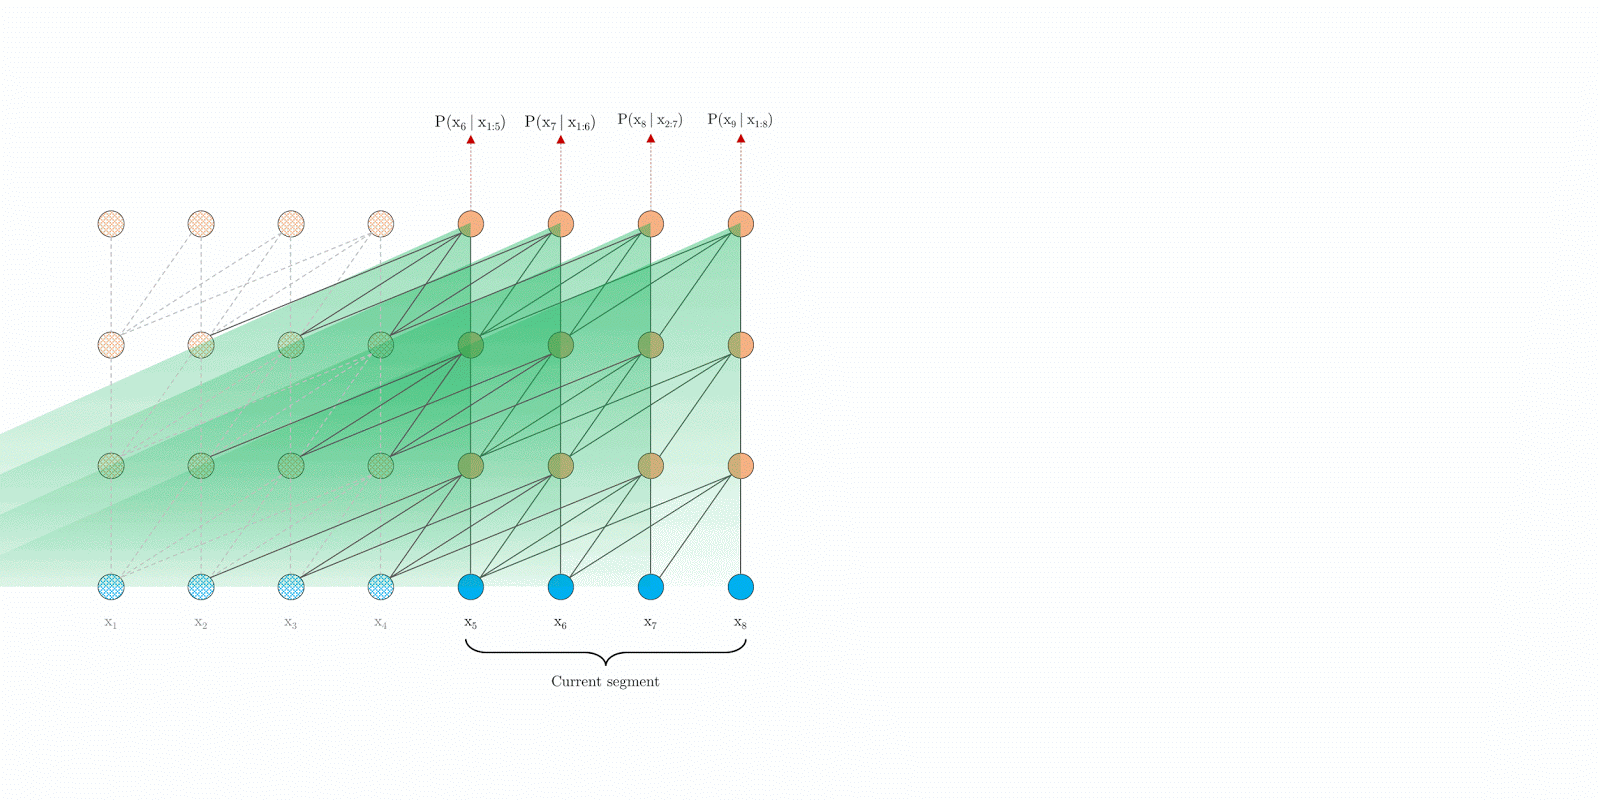 P(x₆ | x₁:₅) P(x₇ | x₁:₆) P(x₈ | x₂:₇) P(x₉ | x₁:₈)
x₁ x₂ x₃ x₄ x₅ x₆ x₇ x₈
Current segment